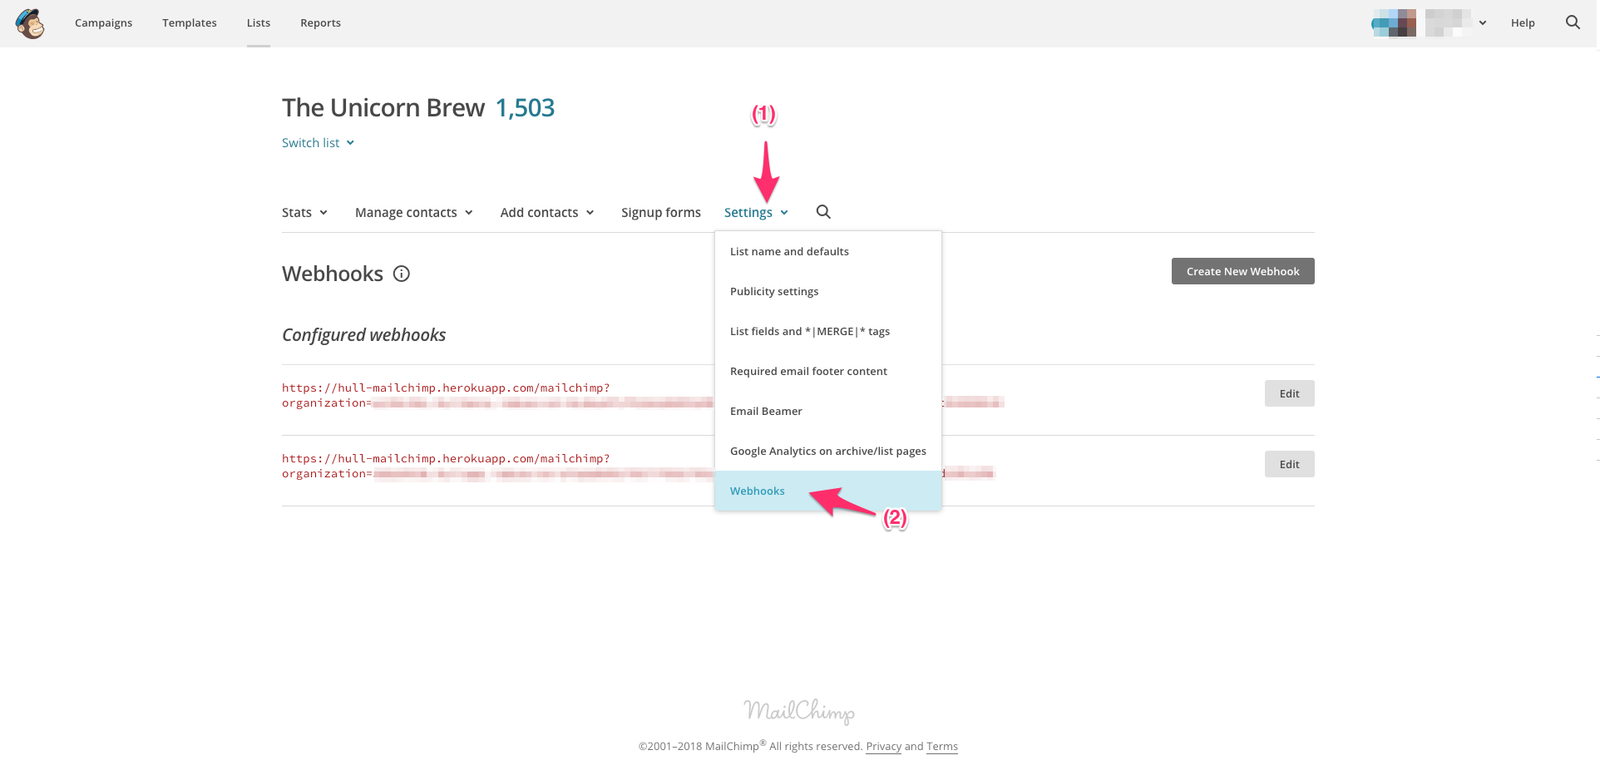 Campaigns Templates Lists Reports Help
The Unicorn Brew 1,503
(1)
Switch list
Stats Manage contacts Add contacts Signup forms Settings
List name and defaults
Webhooks
Create New Webhook
Publicity settings
List fields and *|MERGE|* tags
Configured webhooks
Required email footer content
https://hull-mailchimp.herokuapp.com/mailchimp?
organization=
Edit
Email Beamer
Google Analytics on archive/list pages
https://hull-mailchimp.herokuapp.com/mailchimp?
organization=
Edit
Webhooks
(2)
MailChimp
©2001–2018 MailChimp® All rights reserved. Privacy and Terms